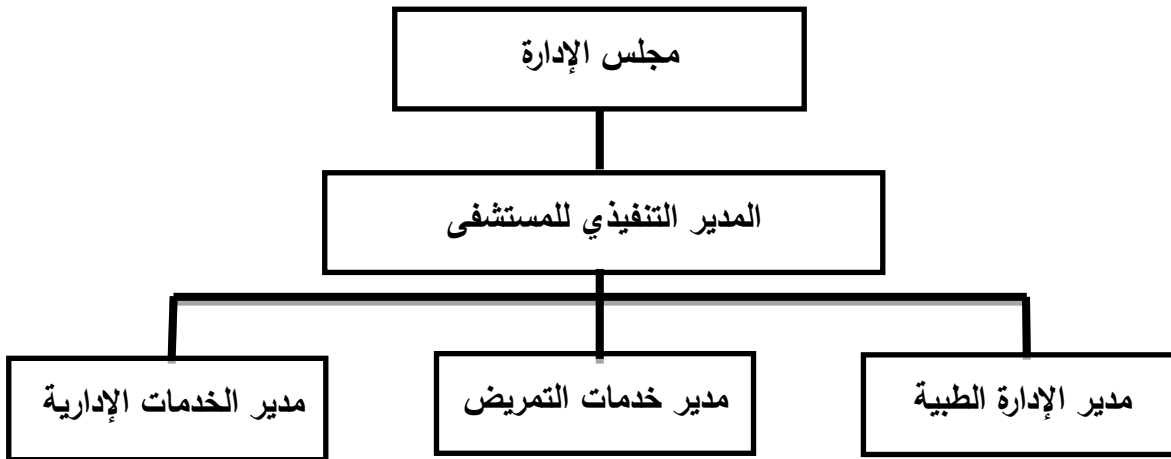 مجلس الإدارة
المدير التنفيذي للمستشفى
مدير الإدارة الطبية
مدير خدمات التمريض
مدير الخدمات الإدارية